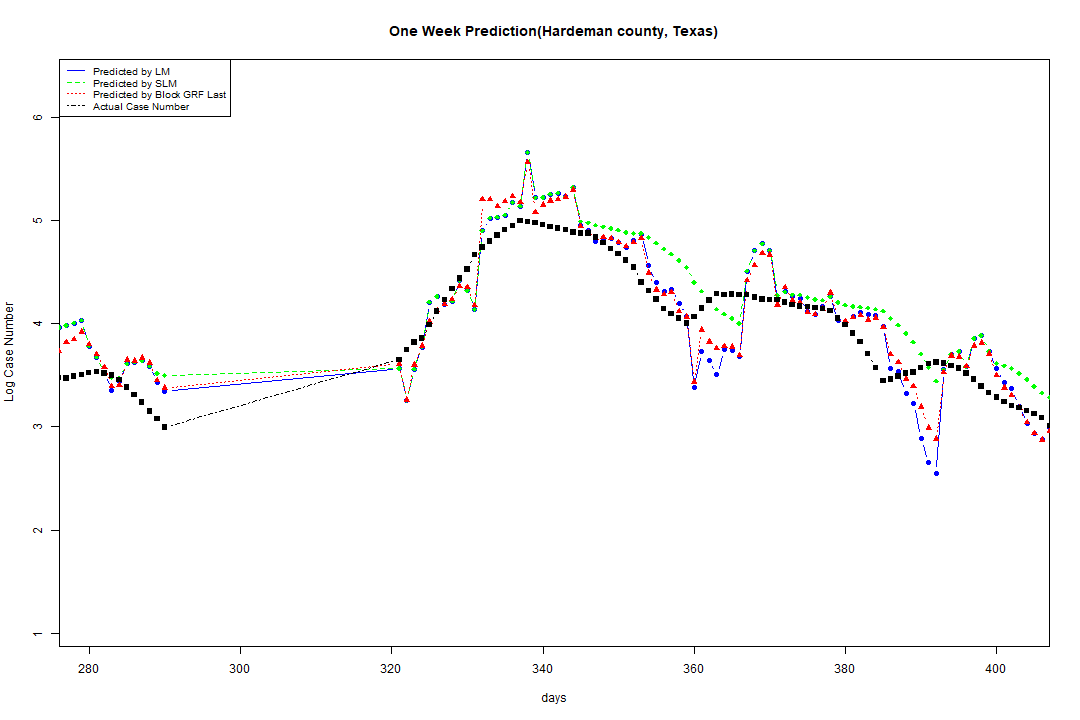 One Week Prediction(Hardeman county, Texas)
Predicted by LM
Predicted by SLM
Predicted by Block GRF Last
Actual Case Number
6
5
4
3
2
1
Log Case Number
280 300 320 340 360 380 400
days